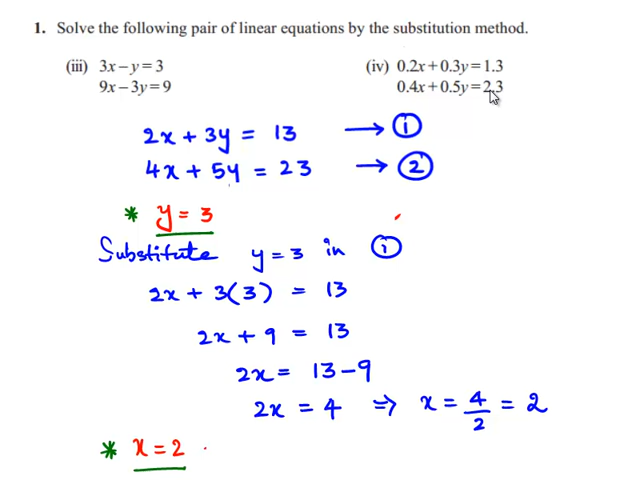 1. Solve the following pair of linear equations by the substitution method.
(iii) 3x – y = 3 (iv) 0.2x + 0.3y = 1.3
9x – 3y = 9 0.4x + 0.5y = 2.3
2x + 3y = 13 → ①
4x + 5y = 23 → ②
* y = 3
Substitute y = 3 in ①
2x + 3(3) = 13
2x + 9 = 13
2x = 13 – 9
2x = 4 ⇒ x = 4/2 = 2
* x = 2